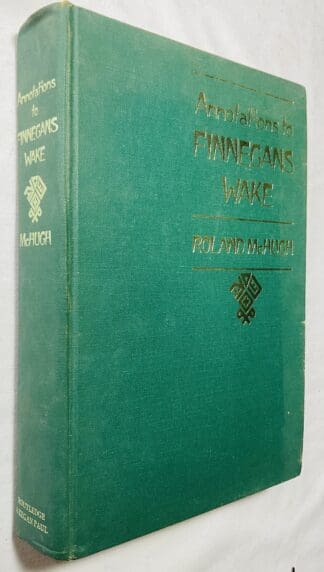 Annotations
to
FINNEGANS
WAKE
McHUGH
ROUTLEDGE
& KEGAN PAUL
Annotations to
FINNEGANS
WAKE
ROLAND McHUGH